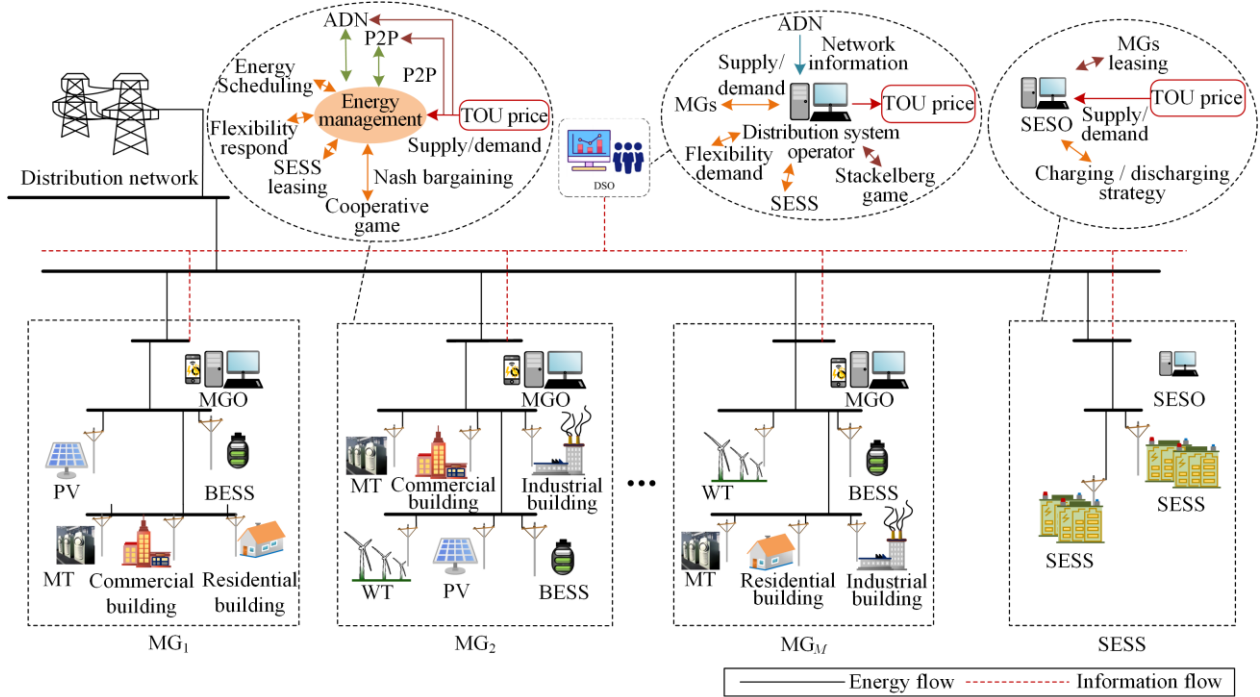 ADN
P2P
P2P
Energy
Scheduling
Energy
management
TOU price
Flexibility
respond
Supply/demand
SESS
leasing
Nash bargaining
Cooperative
game
Distribution network
DSO
ADN
Network
information
Supply/
demand
MGs
TOU price
Distribution system
operator
Flexibility
demand
SESS
Stackelberg
game
MGs
leasing
SESO
TOU price
Supply/
demand
Charging / discharging
strategy
MGO
PV
BESS
MT
Commercial
building
Residential
building
MG1
MGO
MT
Commercial
building
Industrial
building
WT
PV
BESS
MG2
...
MGO
WT
BESS
MT
Residential
building
Industrial
building
MGM
SESO
SESS
SESS
SESS
Energy flow
Information flow